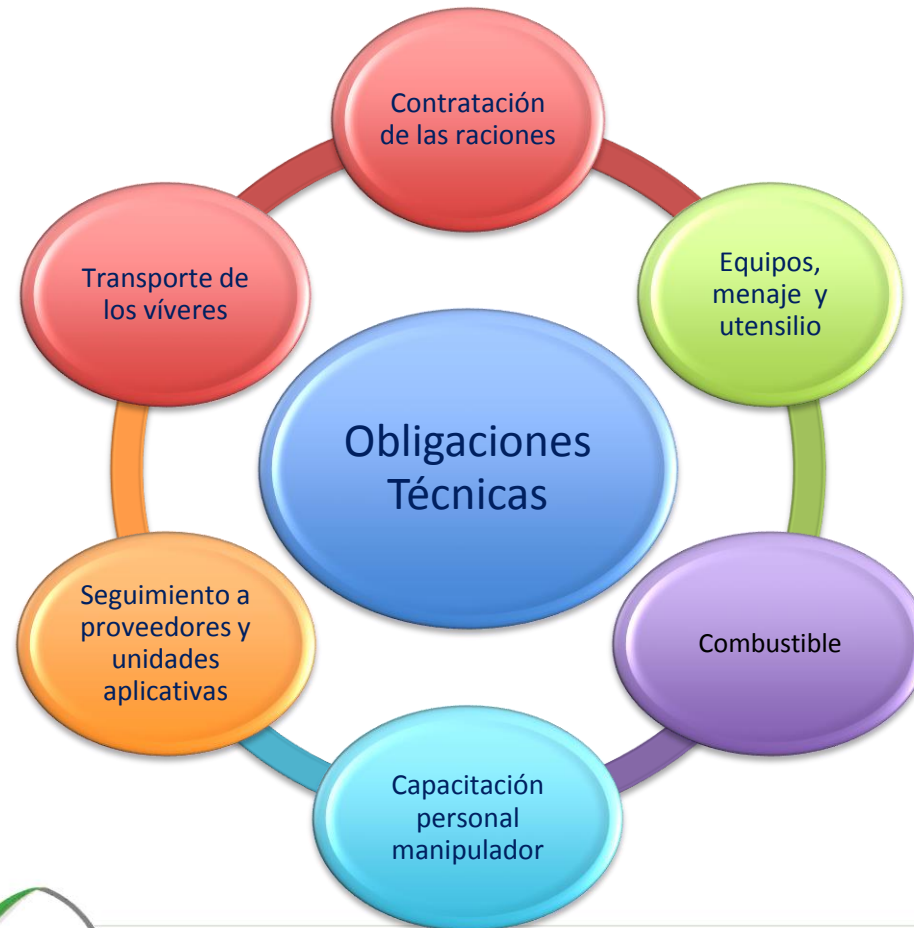 Contratación
de las raciones
Equipos,
menaje y
utensilio
Combustible
Capacitación
personal
manipulador
Seguimiento a
proveedores y
unidades
aplicativas
Transporte de
los víveres
Obligaciones
Técnicas